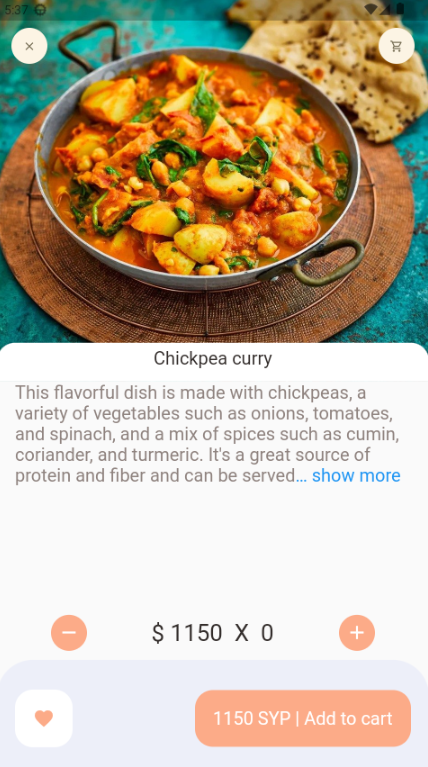 5:37
Chickpea curry
This flavorful dish is made with chickpeas, a
variety of vegetables such as onions, tomatoes,
and spinach, and a mix of spices such as cumin,
coriander, and turmeric. It's a great source of
protein and fiber and can be served... show more
$ 1150 X 0
1150 SYP | Add to cart